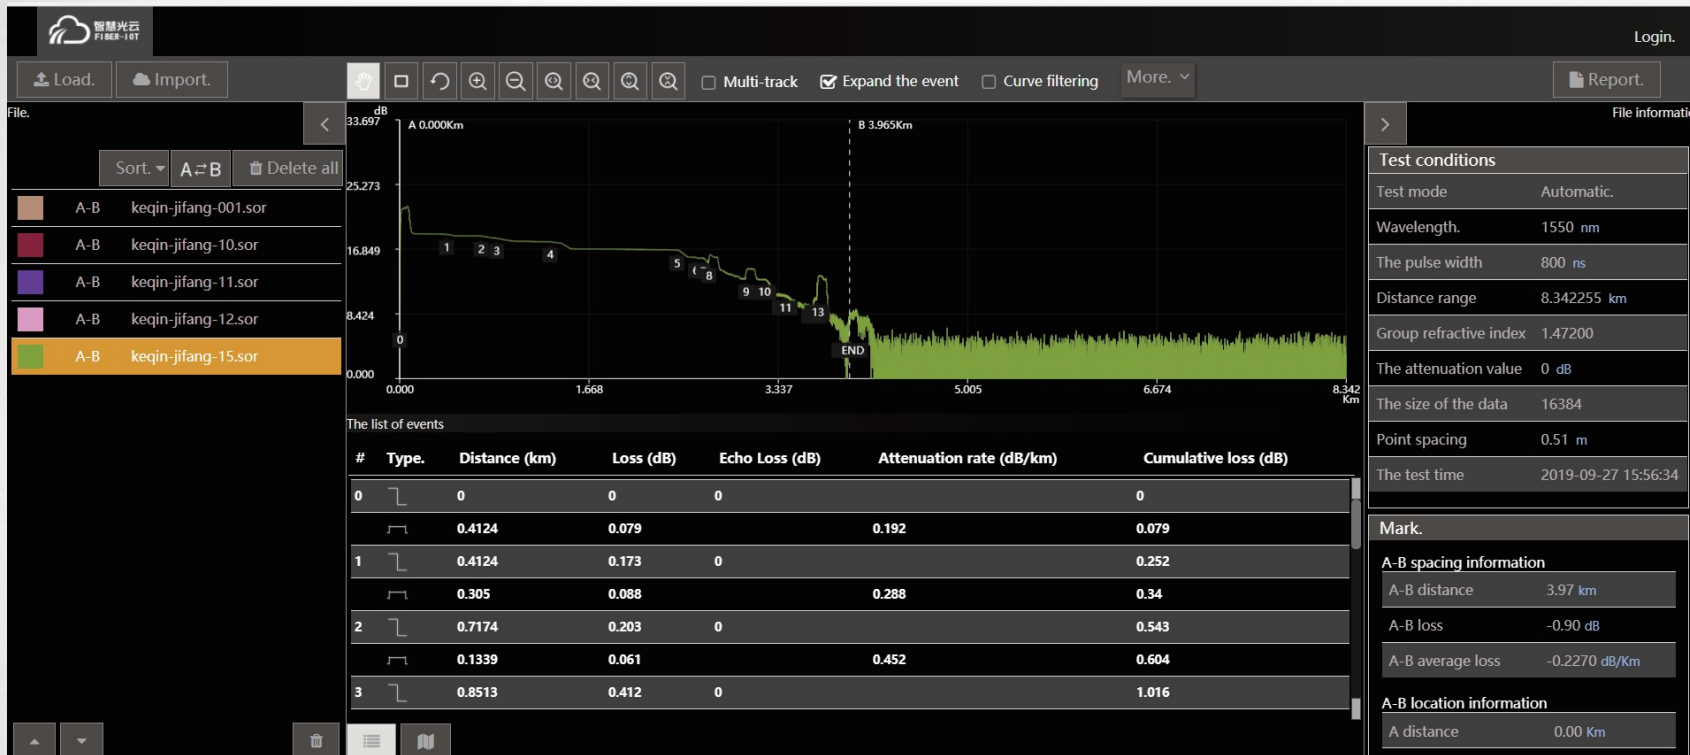 智慧光云
FIBER-IOT
Login.
Load.
Import.
Multi-track
Expand the event
Curve filtering
More.
Report.
File.
Sort.
A⇄B
Delete all
A-B keqin-jifang-001.sor
A-B keqin-jifang-10.sor
A-B keqin-jifang-11.sor
A-B keqin-jifang-12.sor
A-B keqin-jifang-15.sor
dB
33.697
A 0.000Km
B 3.965Km
25.273
16.849
8.424
0.000
1
2
3
4
5
8
9
10
11
13
0
END
0.000 1.668 3.337 5.005 6.674 8.342
Km
The list of events
# Type. Distance (km) Loss (dB) Echo Loss (dB) Attenuation rate (dB/km) Cumulative loss (dB)
0 0 0 0 0
0.4124 0.079 0.192 0.079
1 0.4124 0.173 0 0.252
0.305 0.088 0.288 0.34
2 0.7174 0.203 0 0.543
0.1339 0.061 0.452 0.604
3 0.8513 0.412 0 1.016
File informati
Test conditions
Test mode Automatic.
Wavelength. 1550 nm
The pulse width 800 ns
Distance range 8.342255 km
Group refractive index 1.47200
The attenuation value 0 dB
The size of the data 16384
Point spacing 0.51 m
The test time 2019-09-27 15:56:34
Mark.
A-B spacing information
A-B distance 3.97 km
A-B loss -0.90 dB
A-B average loss -0.2270 dB/Km
A-B location information
A distance 0.00 Km